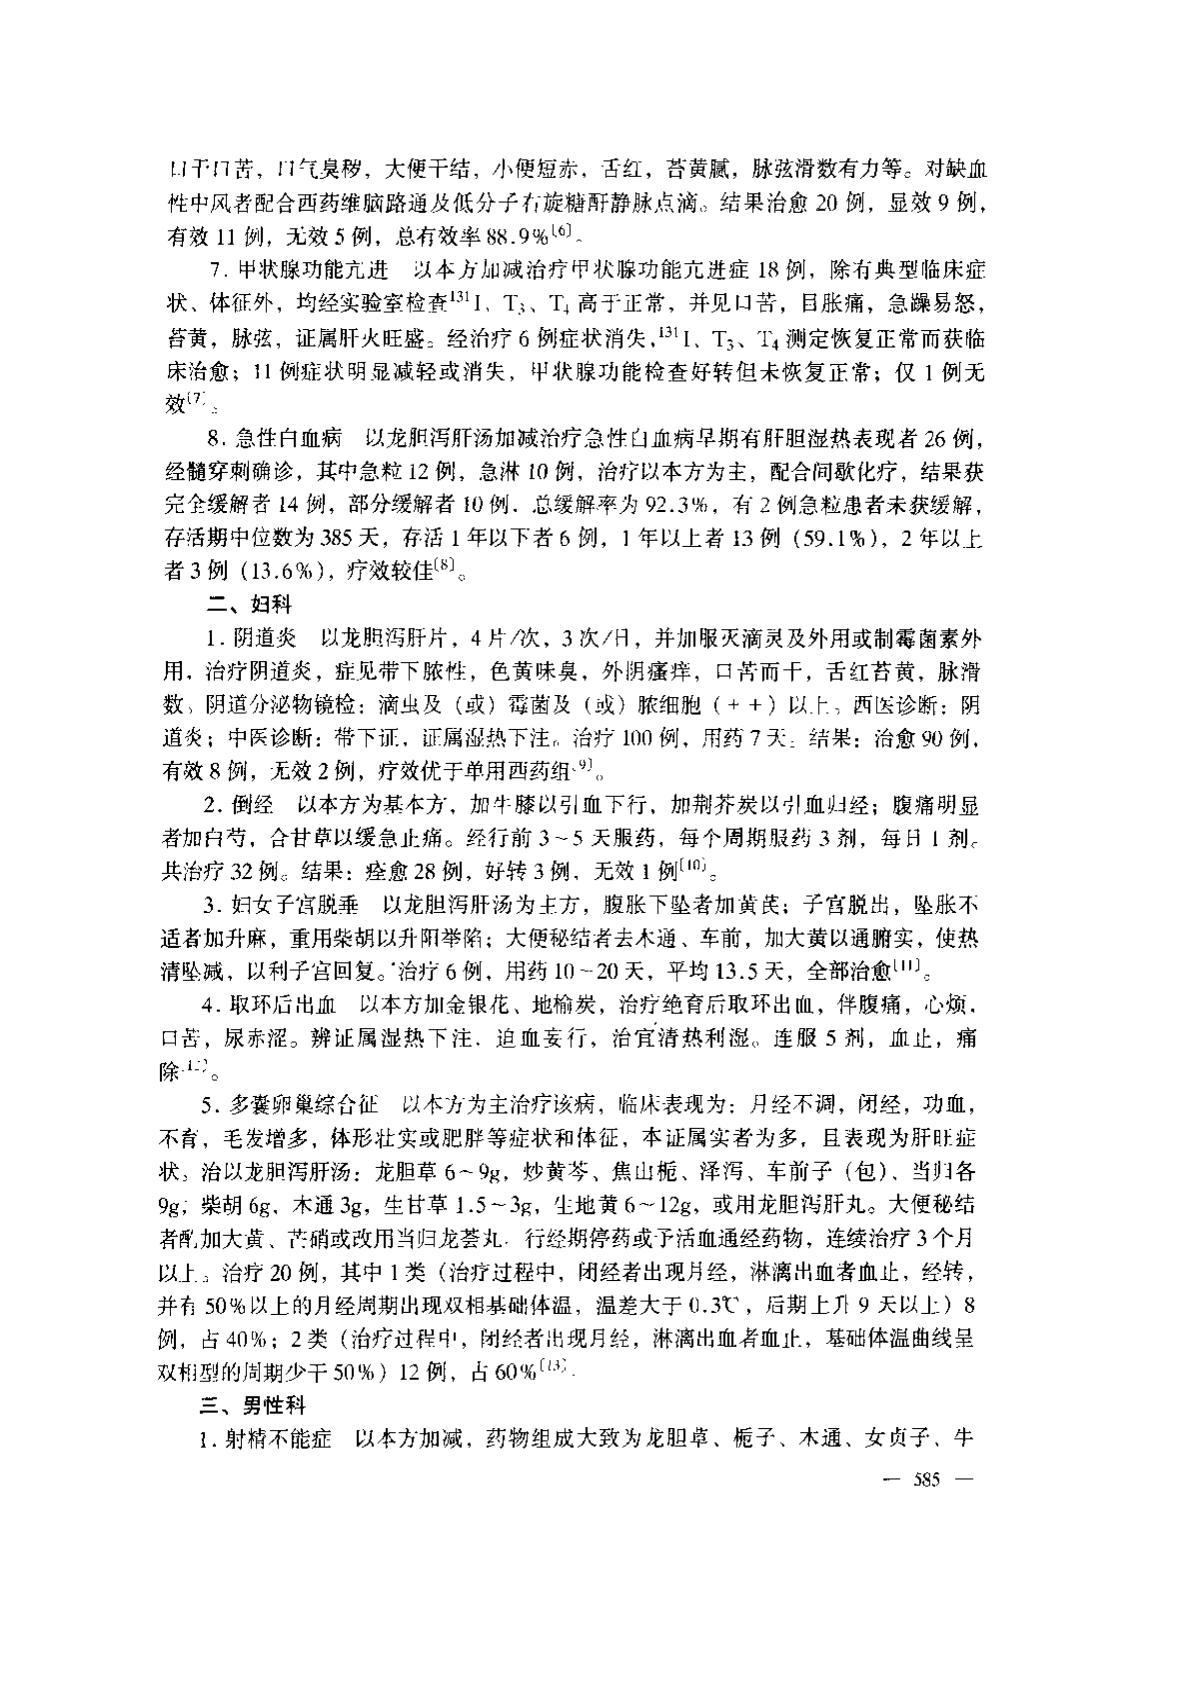 口干口苦，口气臭秽，大便干结，小便短赤，舌红，苔黄腻，脉弦滑数有力等。对缺血
性中风者配合西药维脑路通及低分子右旋糖酐静脉点滴。结果治愈 20 例，显效 9 例，
有效 11 例，无效 5 例，总有效率 88.9%〔6〕。
7. 甲状腺功能亢进　以本方加减治疗甲状腺功能亢进症 18 例，除有典型临床症
状、体征外，均经实验室检查¹³¹I、T₃、T₄ 高于正常，并见口苦，目胀痛，急躁易怒，
苔黄，脉弦，证属肝火旺盛。经治疗 6 例症状消失，¹³¹I、T₃、T₄ 测定恢复正常而获临
床治愈；11 例症状明显减轻或消失，甲状腺功能检查好转但未恢复正常；仅 1 例无
效〔7〕。
8. 急性白血病　以龙胆泻肝汤加减治疗急性白血病早期有肝胆湿热表现者 26 例，
经髓穿刺确诊，其中急粒 12 例，急淋 10 例，治疗以本方为主，配合间歇化疗，结果获
完全缓解者 14 例，部分缓解者 10 例，总缓解率为 92.3%，有 2 例急粒患者未获缓解，
存活期中位数为 385 天，存活 1 年以下者 6 例，1 年以上者 13 例（59.1%），2 年以上
者 3 例（13.6%），疗效较佳〔8〕。
二、妇科
1. 阴道炎　以龙胆泻肝片，4 片/次，3 次/日，并加服灭滴灵及外用或制霉菌素外
用，治疗阴道炎，症见带下脓性，色黄味臭，外阴瘙痒，口苦而干，舌红苔黄，脉滑
数，阴道分泌物镜检：滴虫及（或）霉菌及（或）脓细胞（++）以上。西医诊断：阴
道炎；中医诊断：带下证，证属湿热下注。治疗 100 例，用药 7 天。结果：治愈 90 例，
有效 8 例，无效 2 例，疗效优于单用西药组〔9〕。
2. 倒经　以本方为基本方，加牛膝以引血下行，加荆芥炭以引血归经；腹痛明显
者加白芍，合甘草以缓急止痛。经行前 3～5 天服药，每个周期服药 3 剂，每日 1 剂。
共治疗 32 例。结果：痊愈 28 例，好转 3 例，无效 1 例〔10〕。
3. 妇女子宫脱垂　以龙胆泻肝汤为主方，腹胀下坠者加黄芪；子宫脱出，坠胀不
适者加升麻，重用柴胡以升阳举陷；大便秘结者去木通、车前，加大黄以通腑实，使热
清坠减，以利子宫回复。治疗 6 例，用药 10～20 天，平均 13.5 天，全部治愈〔11〕。
4. 取环后出血　以本方加金银花、地榆炭，治疗绝育后取环出血，伴腹痛，心烦，
口苦，尿赤涩。辨证属湿热下注，迫血妄行，治宜清热利湿。连服 5 剂，血止，痛
除〔12〕。
5. 多囊卵巢综合征　以本方为主治疗该病，临床表现为：月经不调，闭经，功血，
不育，毛发增多，体形壮实或肥胖等症状和体征，本证属实者为多，且表现为肝旺症
状，治以龙胆泻肝汤：龙胆草 6～9g，炒黄芩、焦山栀、泽泻、车前子（包）、当归各
9g，柴胡 6g，木通 3g，生甘草 1.5～3g，生地黄 6～12g，或用龙胆泻肝丸。大便秘结
者酌加大黄、芒硝或改用当归龙荟丸。行经期停药或予活血通经药物，连续治疗 3 个月
以上。治疗 20 例，其中 1 类（治疗过程中，闭经者出现月经，淋漓出血者血止，经转，
并有 50%以上的月经周期出现双相基础体温，温差大于 0.3℃，后期上升 9 天以上）8
例，占 40%；2 类（治疗过程中，闭经者出现月经，淋漓出血者血止，基础体温曲线呈
双相型的周期少于 50%）12 例，占 60%〔13〕。
三、男性科
1. 射精不能症　以本方加减，药物组成大致为龙胆草、栀子、木通、女贞子、牛
— 585 —